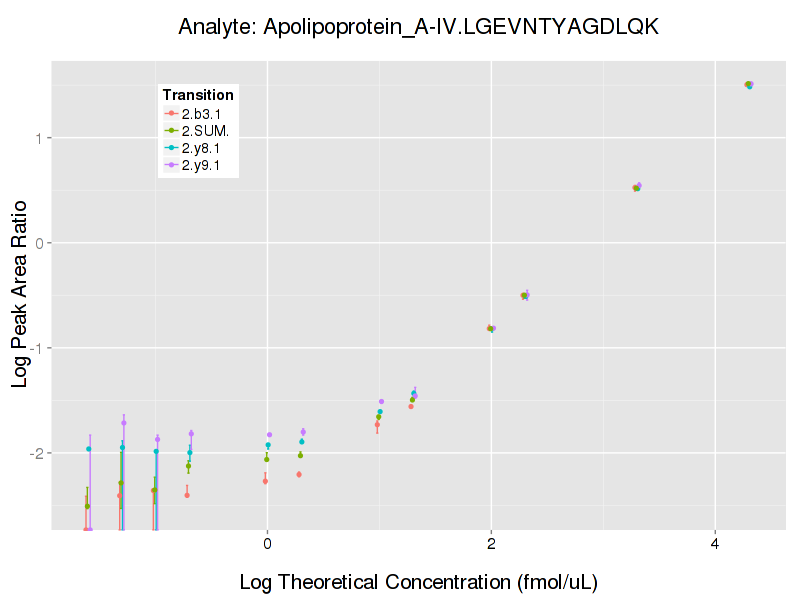 Analyte: Apolipoprotein_A-IV.LGEVNTYAGDLQK
Transition
2.b3.1
2.SUM.
2.y8.1
2.y9.1
Log Peak Area Ratio
1
0
-1
-2
0
2
4
Log Theoretical Concentration (fmol/uL)